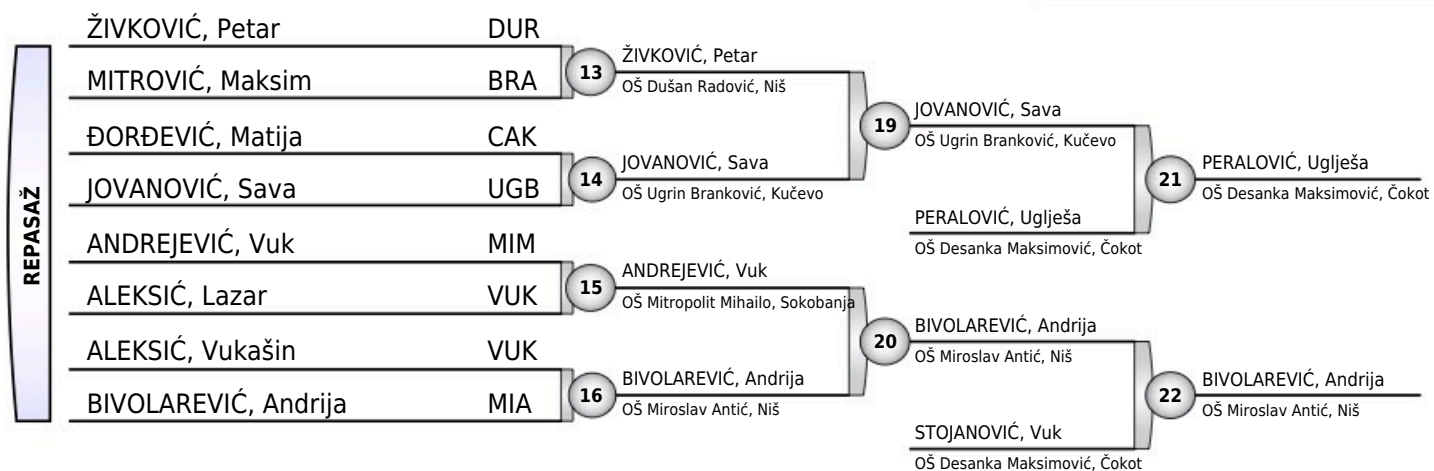 REPASAŽ
ŽIVKOVIĆ, Petar DUR
MITROVIĆ, Maksim BRA
ĐORĐEVIĆ, Matija CAK
JOVANOVIĆ, Sava UGB
ANDREJEVIĆ, Vuk MIM
ALEKSIĆ, Lazar VUK
ALEKSIĆ, Vukašin VUK
BIVOLAREVIĆ, Andrija MIA
13
ŽIVKOVIĆ, Petar
OŠ Dušan Radović, Niš
14
JOVANOVIĆ, Sava
OŠ Ugrin Branković, Kučevo
15
ANDREJEVIĆ, Vuk
OŠ Mitropolit Mihailo, Sokobanja
16
BIVOLAREVIĆ, Andrija
OŠ Miroslav Antić, Niš
19
JOVANOVIĆ, Sava
OŠ Ugrin Branković, Kučevo
PERALOVIĆ, Uglješa
OŠ Desanka Maksimović, Čokot
20
BIVOLAREVIĆ, Andrija
OŠ Miroslav Antić, Niš
STOJANOVIĆ, Vuk
OŠ Desanka Maksimović, Čokot
21
PERALOVIĆ, Uglješa
OŠ Desanka Maksimović, Čokot
22
BIVOLAREVIĆ, Andrija
OŠ Miroslav Antić, Niš